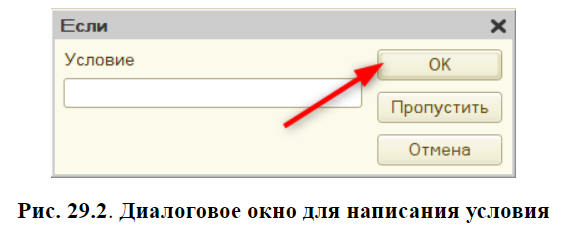 Если
Условие
ОК
Пропустить
Отмена
Рис. 29.2. Диалоговое окно для написания условия